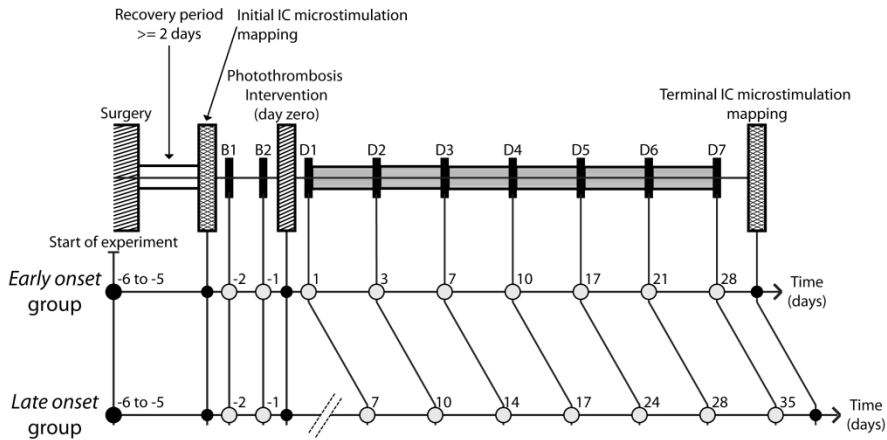 Recovery period
>= 2 days
Initial IC microstimulation
mapping
Photothrombosis
Intervention
(day zero)
Terminal IC microstimulation
mapping
Surgery
B1 B2 D1 D2 D3 D4 D5 D6 D7
Start of experiment
Early onset
group
-6 to -5 -2 -1 1 3 7 10 17 21 28
Time
(days)
Late onset
group
-6 to -5 -2 -1 7 10 14 17 24 28 35
Time
(days)